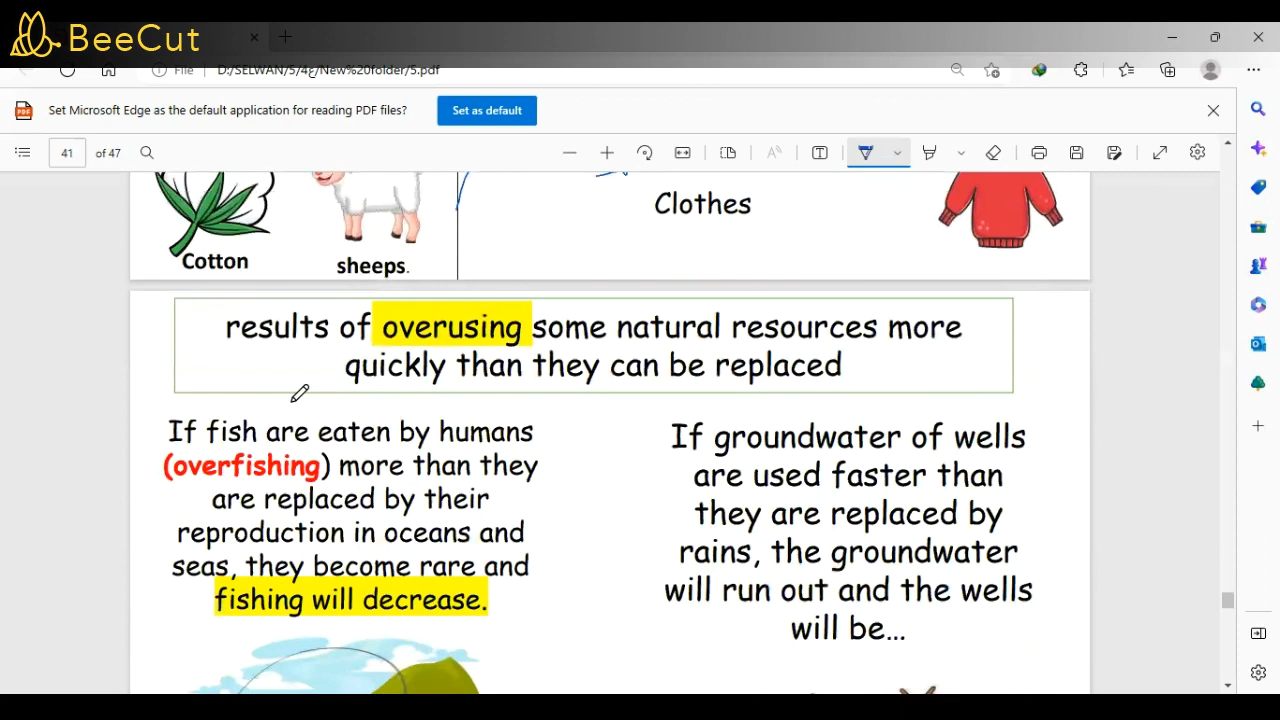 BeeCut
File
D:/SELWAN/5/4ع/New%20folder/5.pdf
Set Microsoft Edge as the default application for reading PDF files?
Set as default
41
of 47
Clothes
Cotton
sheeps.
results of overusing some natural resources more
quickly than they can be replaced
If fish are eaten by humans
(overfishing) more than they
are replaced by their
reproduction in oceans and
seas, they become rare and
fishing will decrease.
If groundwater of wells
are used faster than
they are replaced by
rains, the groundwater
will run out and the wells
will be...